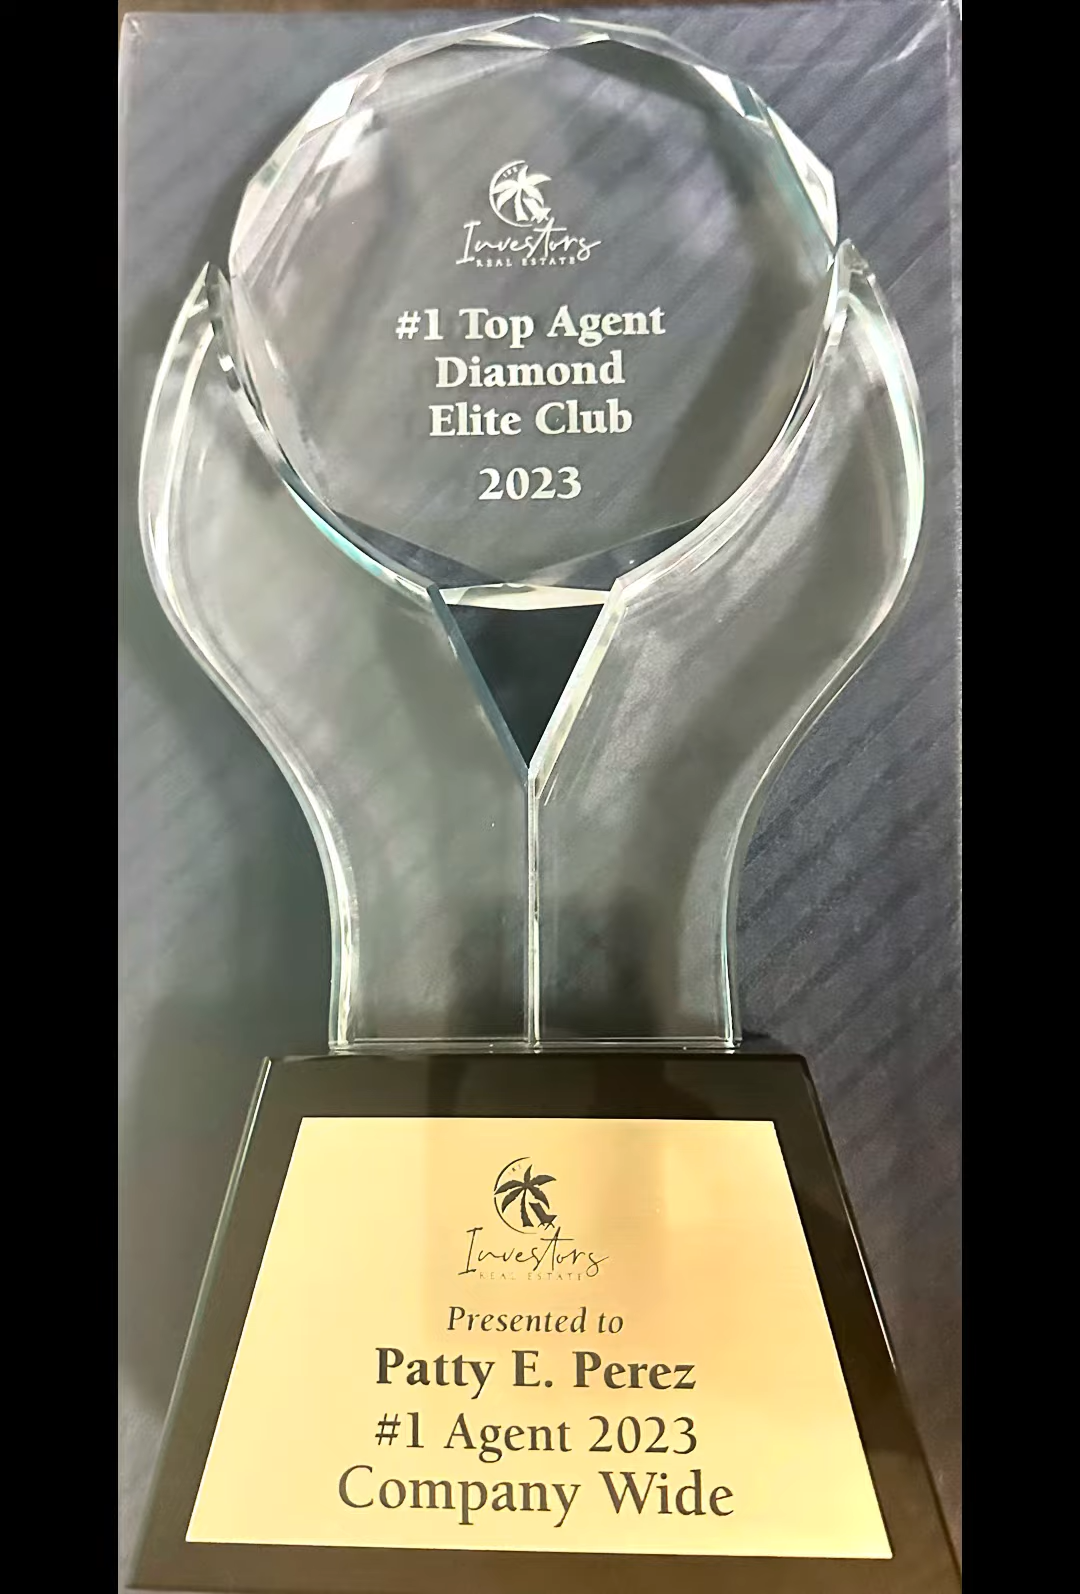 Investors
REAL ESTATE
#1 Top Agent
Diamond
Elite Club
2023
Investors
REAL ESTATE
Presented to
Patty E. Perez
#1 Agent 2023
Company Wide